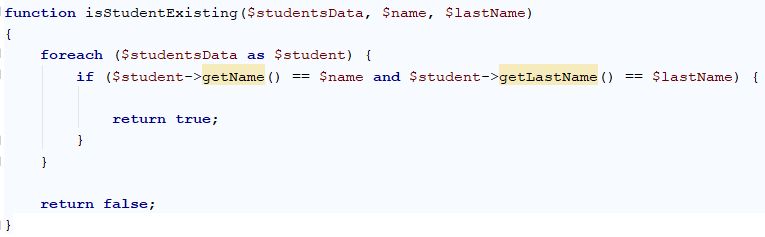 function isStudentExisting($studentsData, $name, $lastName)
{
    foreach ($studentsData as $student) {
        if ($student->getName() == $name and $student->getLastName() == $lastName) {
            return true;
        }
    }
    return false;
}